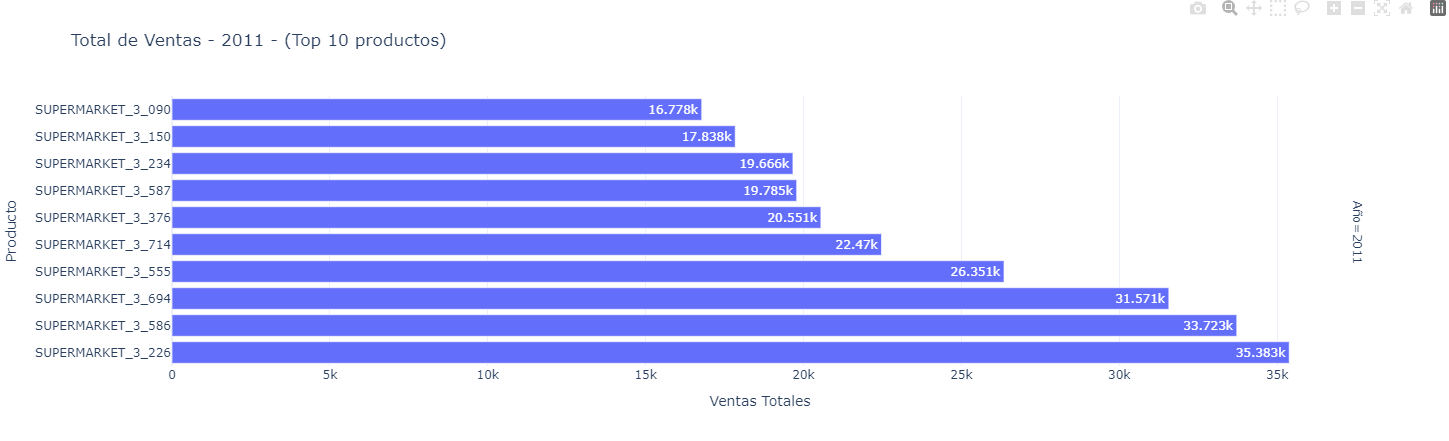 Total de Ventas - 2011 - (Top 10 productos)
Producto
SUPERMARKET_3_090 16.778k
SUPERMARKET_3_150 17.838k
SUPERMARKET_3_234 19.666k
SUPERMARKET_3_587 19.785k
SUPERMARKET_3_376 20.551k
SUPERMARKET_3_714 22.47k
SUPERMARKET_3_555 26.351k
SUPERMARKET_3_694 31.571k
SUPERMARKET_3_586 33.723k
SUPERMARKET_3_226 35.383k
0 5k 10k 15k 20k 25k 30k 35k
Ventas Totales
Año=2011